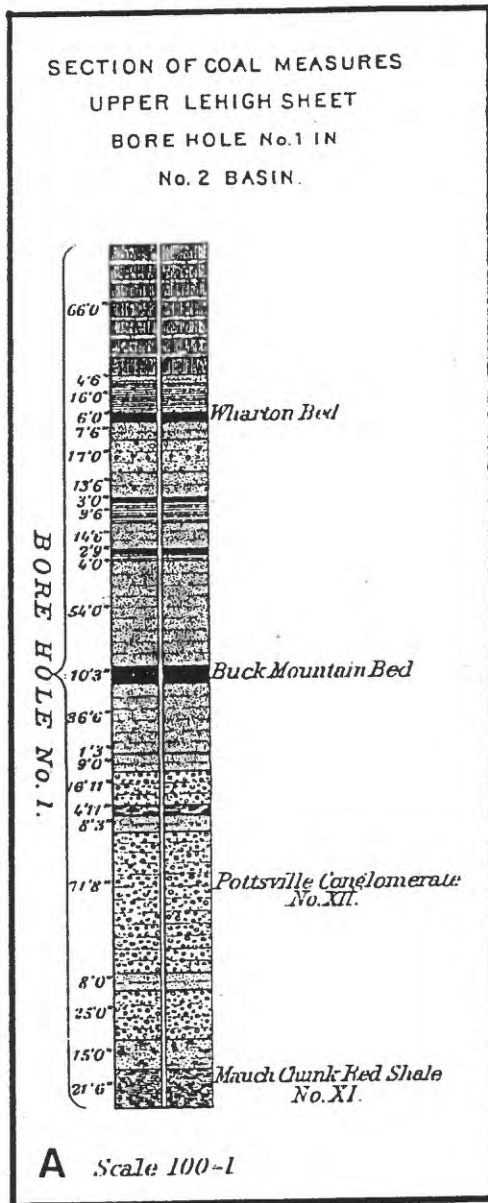 SECTION OF COAL MEASURES
UPPER LEHIGH SHEET
BORE HOLE No.1 IN
No. 2 BASIN.
BORE HOLE No. 1.
66'0"
4'6"
16'0"
6'0" Wharton Bed
7'6"
17'0"
13'6"
3'0"
9'6"
14'6"
2'9"
4'0"
54'0"
10'3" Buck Mountain Bed
36'6"
1'3"
9'0"
16'11"
4'11"
8'3"
71'8" Pottsville Conglomerate
No. XII.
8'0"
25'0"
15'0"
Mauch Chunk Red Shale
21'6" No. XI.
A Scale 100-1